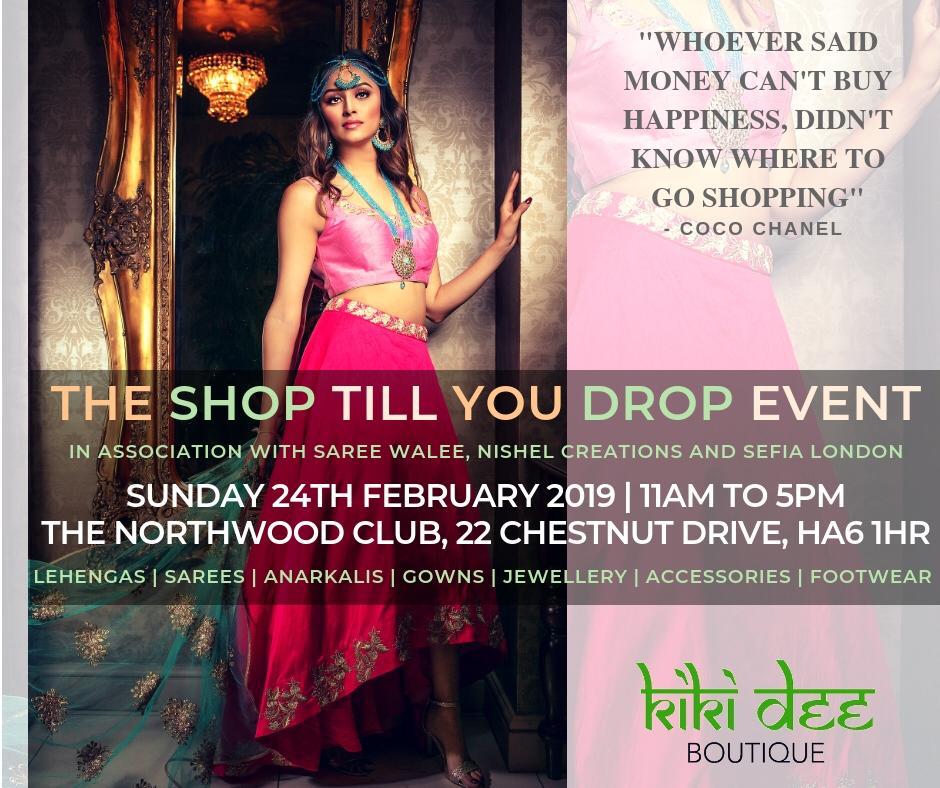 "WHOEVER SAID
MONEY CAN'T BUY
HAPPINESS, DIDN'T
KNOW WHERE TO
GO SHOPPING"
- COCO CHANEL
THE SHOP TILL YOU DROP EVENT
IN ASSOCIATION WITH SAREE WALEE, NISHEL CREATIONS AND SEFIA LONDON
SUNDAY 24TH FEBRUARY 2019 | 11AM TO 5PM
THE NORTHWOOD CLUB, 22 CHESTNUT DRIVE, HA6 1HR
LEHENGAS | SAREES | ANARKALIS | GOWNS | JEWELLERY | ACCESSORIES | FOOTWEAR
kiki dee
BOUTIQUE